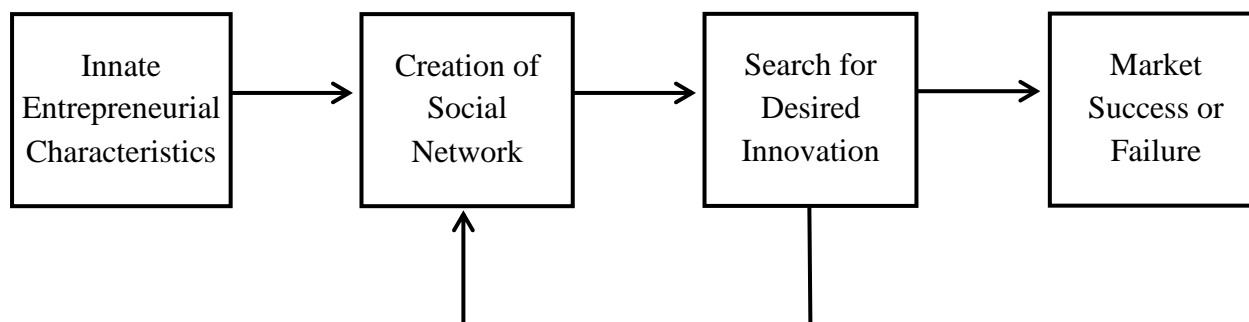 Innate
Entrepreneurial
Characteristics
Creation of
Social
Network
Search for
Desired
Innovation
Market
Success or
Failure